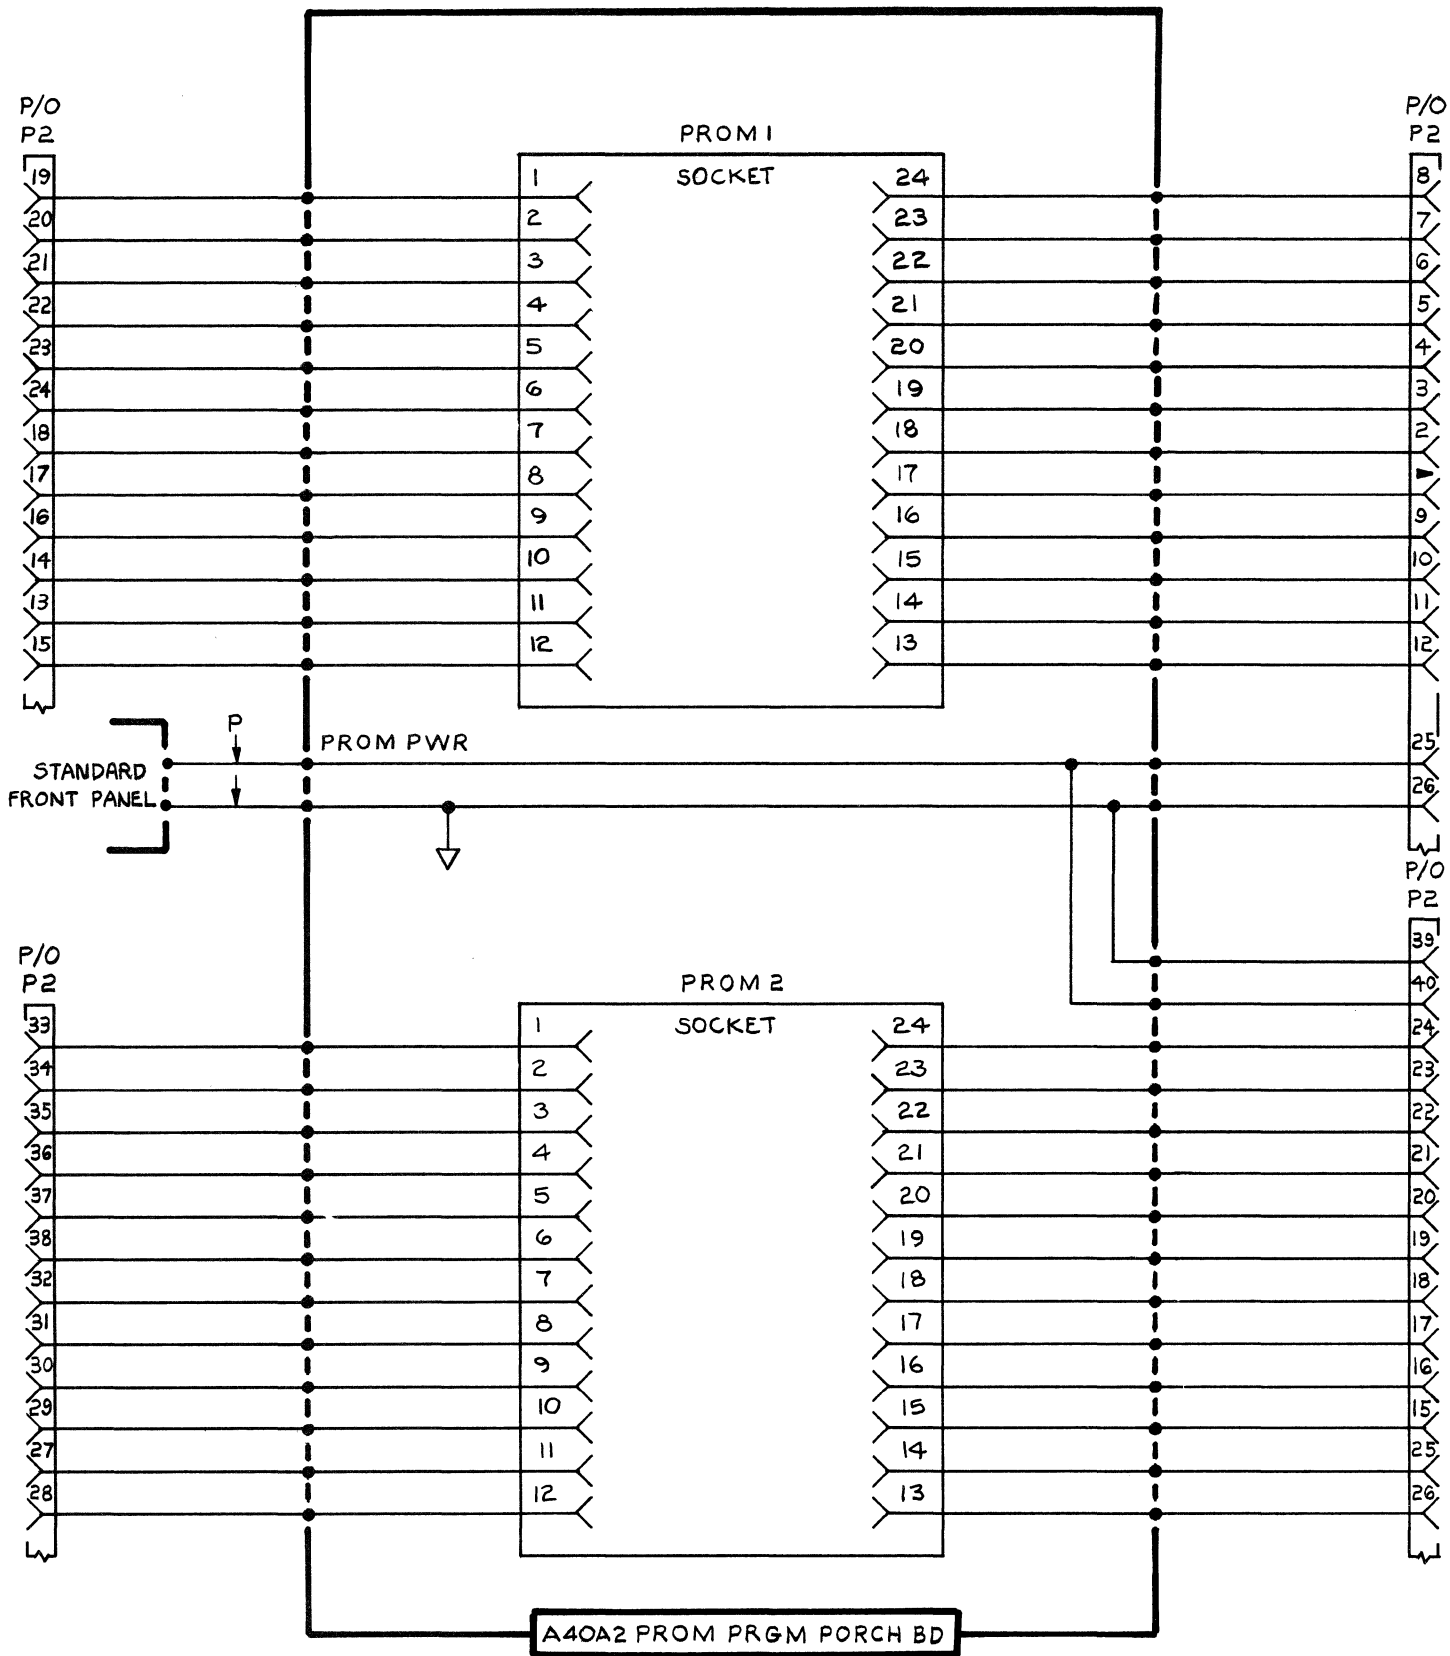 P/O
P2
P/O
P2
PROM 1
SOCKET
19 1 24 8
20 2 23 7
21 3 22 6
22 4 21 5
23 5 20 4
24 6 19 3
18 7 18 2
17 8 17
16 9 16 9
14 10 15 10
13 11 14 11
15 12 13 12
P
PROM PWR
25
STANDARD
FRONT PANEL
26
P/O
P2
39
40
P/O
P2
PROM 2
SOCKET
33 1 24 24
34 2 23 23
35 3 22 22
36 4 21 21
37 5 20 20
38 6 19 19
32 7 18 18
31 8 17 17
30 9 16 16
29 10 15 15
27 11 14 25
28 12 13 26
A40A2 PROM PRGM PORCH BD